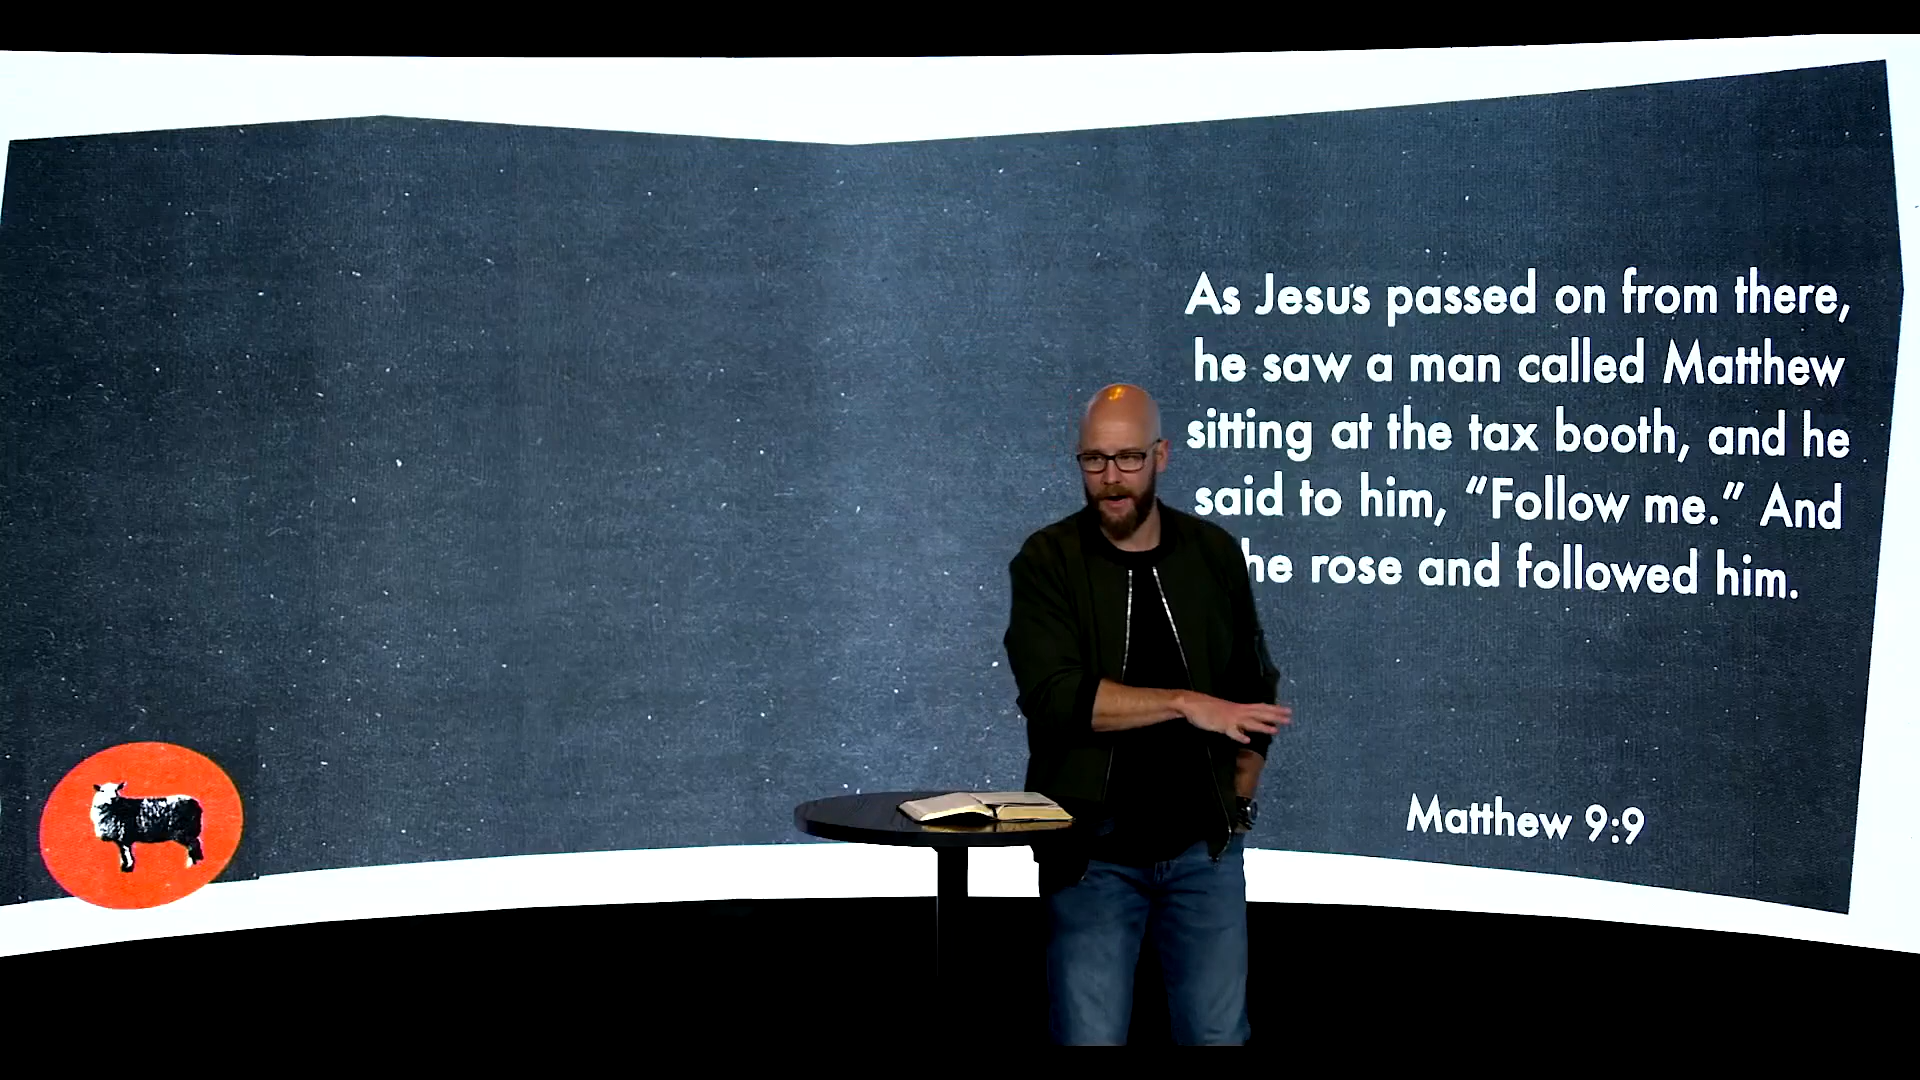 As Jesus passed on from there,
he saw a man called Matthew
sitting at the tax booth, and he
said to him, “Follow me.” And
he rose and followed him.
Matthew 9:9